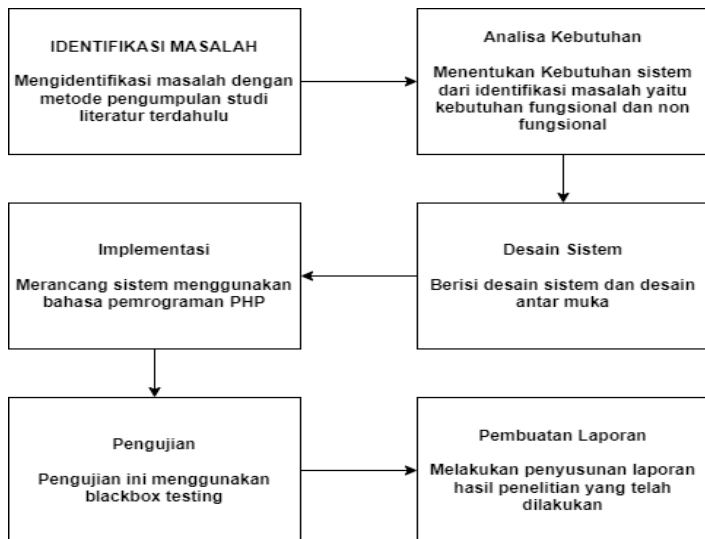 IDENTIFIKASI MASALAH
Mengidentifikasi masalah dengan
metode pengumpulan studi
literatur terdahulu
Analisa Kebutuhan
Menentukan Kebutuhan sistem
dari identifikasi masalah yaitu
kebutuhan fungsional dan non
fungsional
Desain Sistem
Berisi desain sistem dan desain
antar muka
Implementasi
Merancang sistem menggunakan
bahasa pemrograman PHP
Pengujian
Pengujian ini menggunakan
blackbox testing
Pembuatan Laporan
Melakukan penyusunan laporan
hasil penelitian yang telah
dilakukan